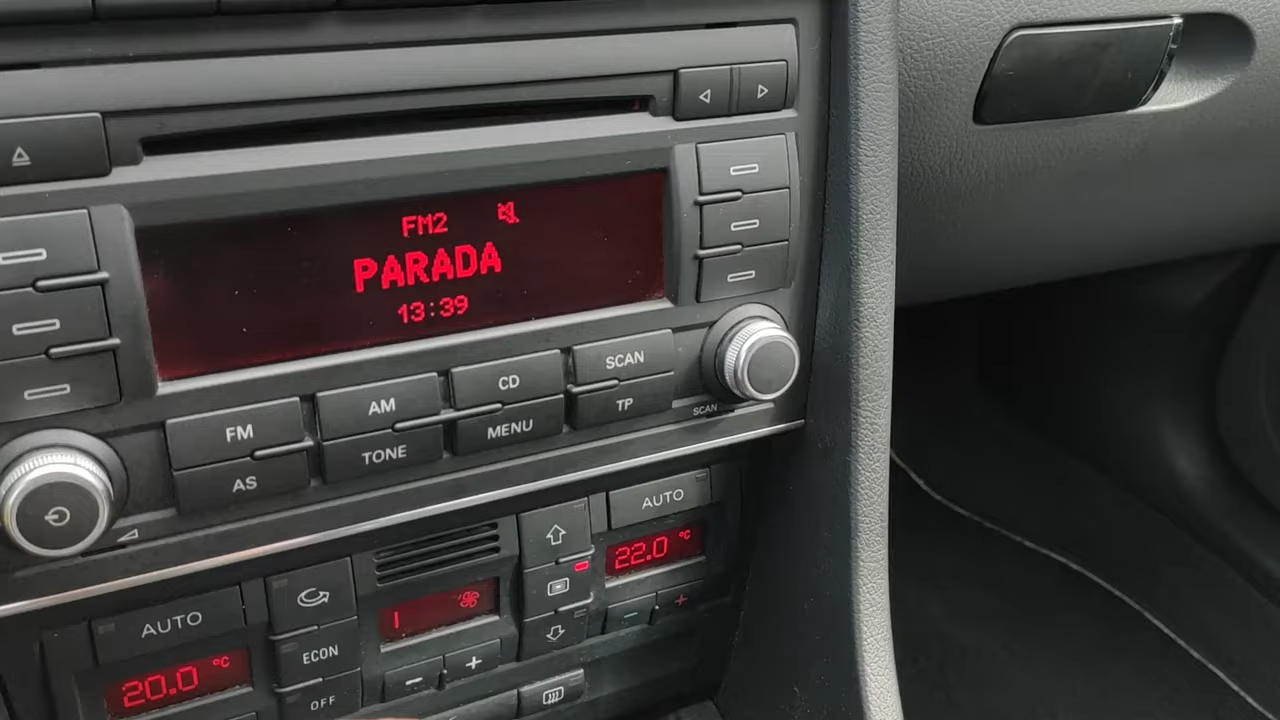 FM2
PARADA
13:39
FM
AM
CD
SCAN
AS
TONE
MENU
TP
SCAN
AUTO
22.0 °C
AUTO
ECON
1
20.0 °C
OFF